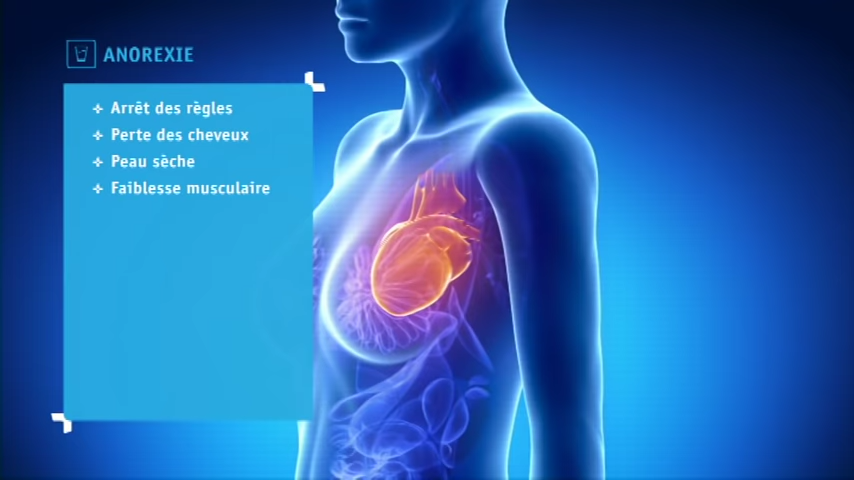 ANOREXIE
Arrêt des règles
Perte des cheveux
Peau sèche
Faiblesse musculaire